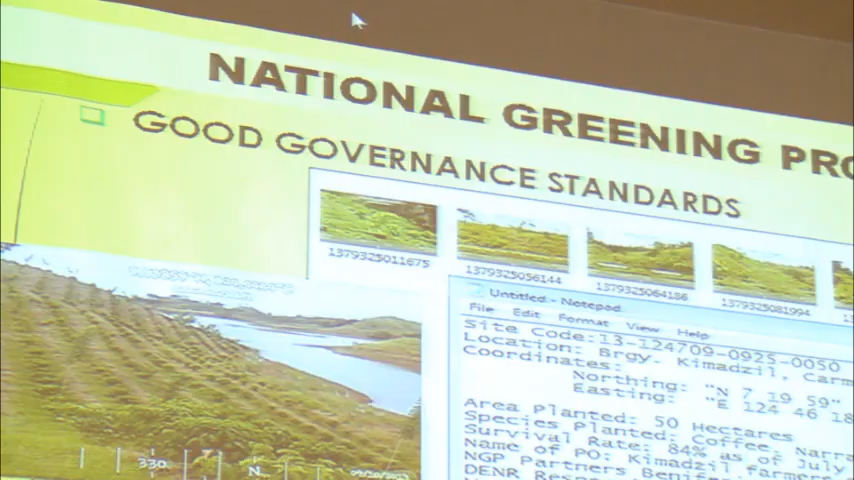 NATIONAL GREENING PRO
GOOD GOVERNANCE STANDARDS
1379325011675
1379325056144
1379325064186
1379325081994
Untitled - Notepad
File Edit Format View Help
Site Code:13-124709-0925-0050
Location: Brgy. Kimadzil, Carm
Coordinates:
Northing: "N 7 19 59"
Easting: "E 124 46 18
Area Planted: 50 Hectares
Species Planted: Coffee, Narra
Survival Rate: 84% as of July
Name of PO: Kimadzil farmers
NGP Partners Benifer
DENR
330
N